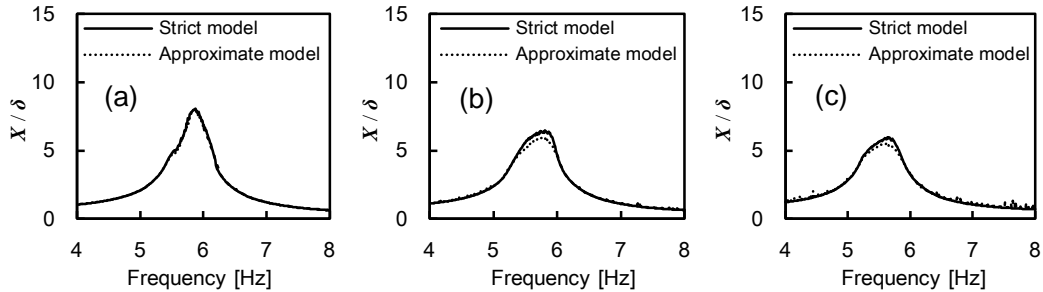 15
10
5
0
X / δ
Strict model
Approximate model
(a)
4 5 6 7 8
Frequency [Hz]
15
10
5
0
X / δ
Strict model
Approximate model
(b)
4 5 6 7 8
Frequency [Hz]
15
10
5
0
X / δ
Strict model
Approximate model
(c)
4 5 6 7 8
Frequency [Hz]